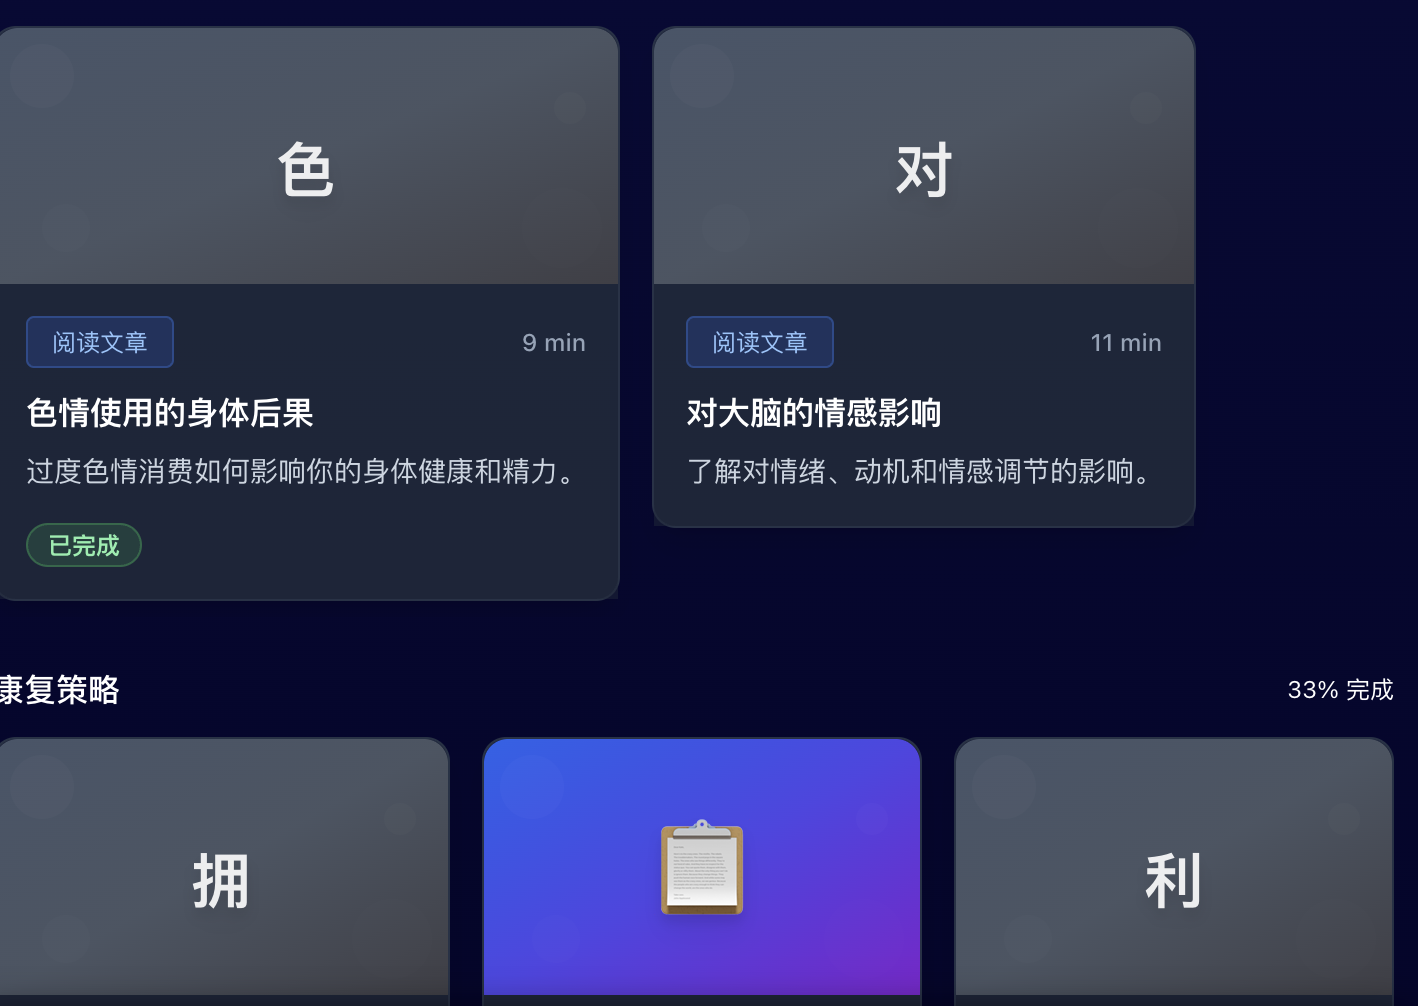 色
对
阅读文章
9 min
阅读文章
11 min
色情使用的身体后果
对大脑的情感影响
过度色情消费如何影响你的身体健康和精力。
了解对情绪、动机和情感调节的影响。
已完成
康复策略
33% 完成
拥
利